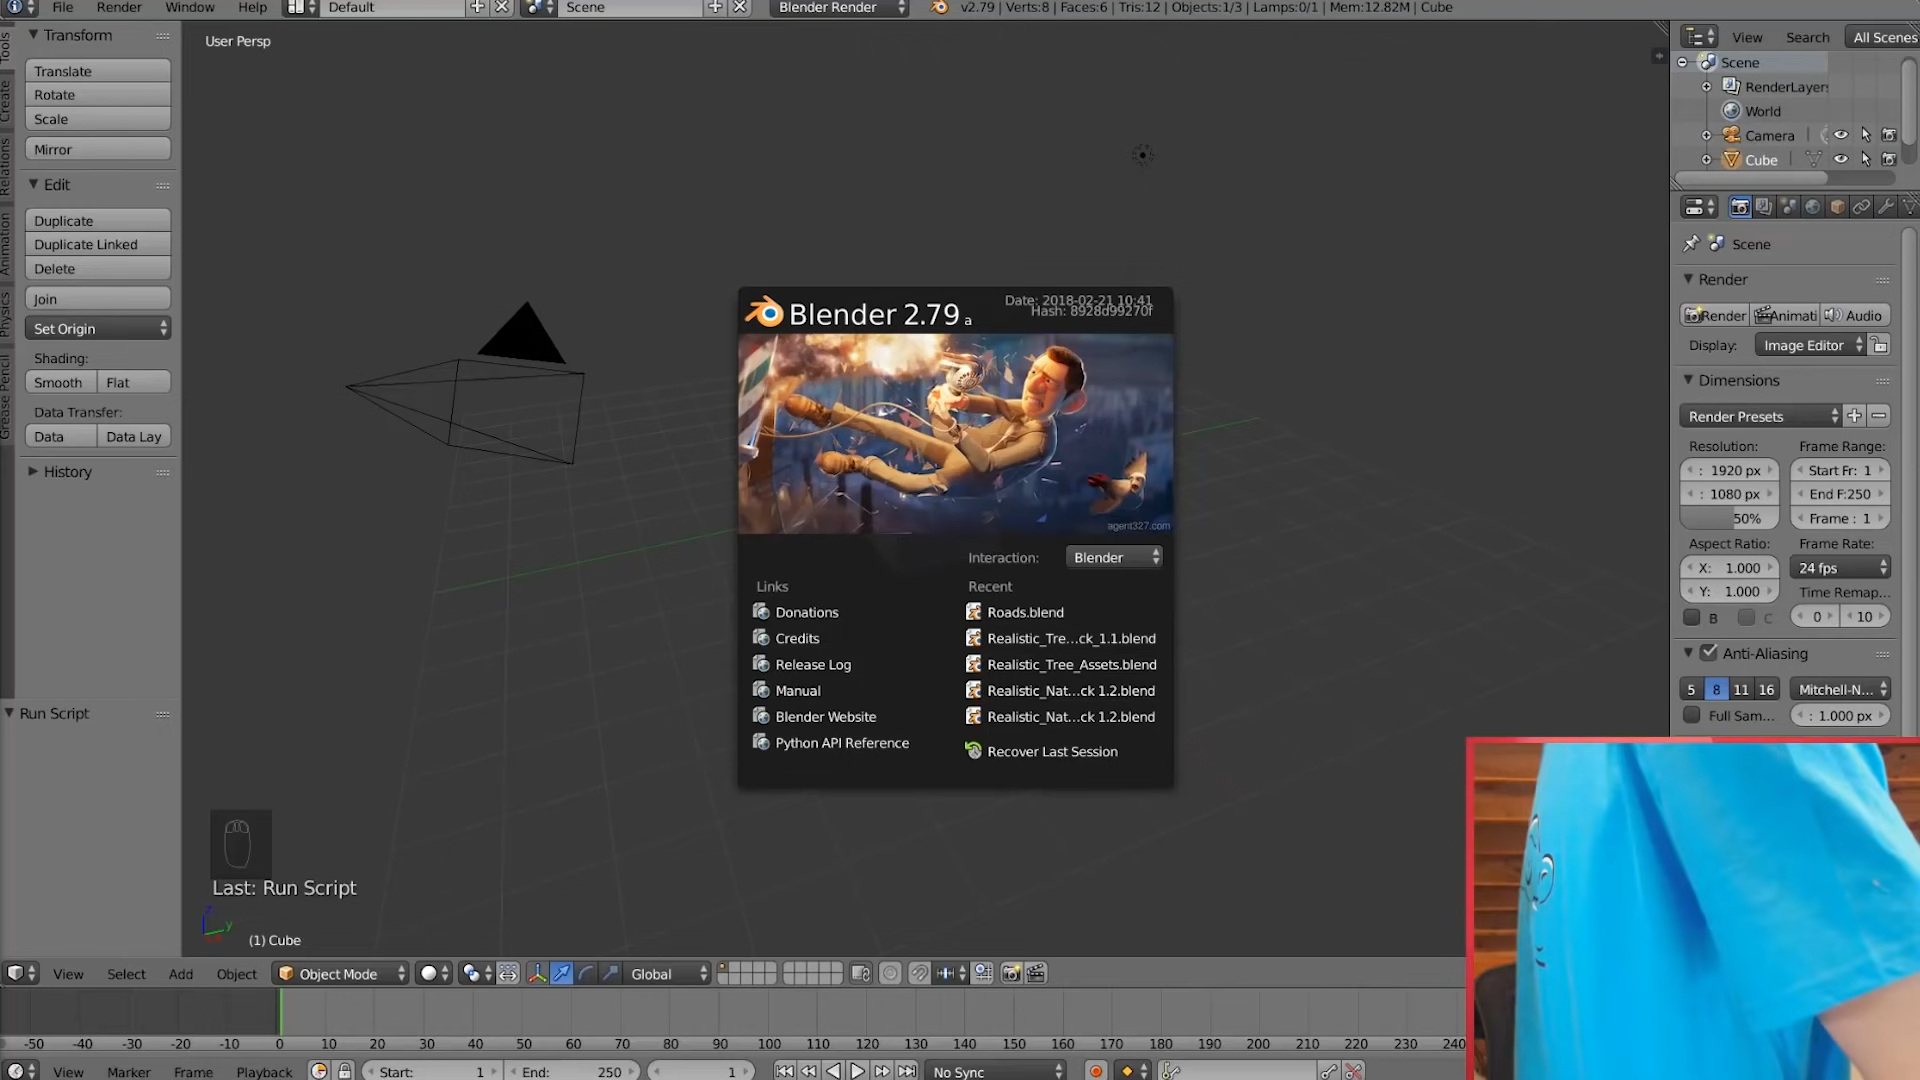 File Render Window Help Default Scene Blender Render v2.79 | Verts:8 | Faces:6 | Tris:12 | Objects:1/3 | Lamps:0/1 | Mem:12.82M | Cube
Tools
Create
Relations
Animation
Physics
Grease Pencil
Transform
Translate
Rotate
Scale
Mirror
Edit
Duplicate
Duplicate Linked
Delete
Join
Set Origin
Shading:
Smooth Flat
Data Transfer:
Data Data Lay
History
Run Script
User Persp
Blender 2.79 a
Date: 2018-02-21 10:41
Hash: 8928d99270f
agent327.com
Interaction: Blender
Links
Donations
Credits
Release Log
Manual
Blender Website
Python API Reference
Recent
Roads.blend
Realistic_Tre...ck_1.1.blend
Realistic_Tree_Assets.blend
Realistic_Nat...ck 1.2.blend
Realistic_Nat...ck 1.2.blend
Recover Last Session
Last: Run Script
z
y
(1) Cube
View Search All Scenes
Scene
RenderLayer
World
Camera
Cube
Scene
Render
Render Animati Audio
Display: Image Editor
Dimensions
Render Presets
Resolution: Frame Range:
: 1920 px Start Fr: 1
: 1080 px End F:250
50% Frame : 1
Aspect Ratio: Frame Rate:
X: 1.000 24 fps
Y: 1.000 Time Remap...
B C 0 10
Anti-Aliasing
5 8 11 16 Mitchell-N...
Full Sam... : 1.000 px
View Select Add Object Object Mode Global
-50 -40 -30 -20 -10 0 10 20 30 40 50 60 70 80 90 100 110 120 130 140 150 160 170 180 190 200 210 220 230 240
View Marker Frame Playback Start: 1 End: 250 1 No Sync